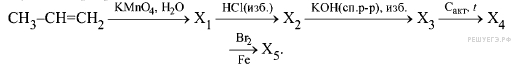 CH₃–CH=CH₂ —KMnO₄, H₂O→ X₁ —HCl(изб.)→ X₂ —KOH(сп.р-р), изб.→ X₃ —Cакт, t→ X₄
—Br₂ / Fe→ X₅.
РЕШУЕГЭ.РФ